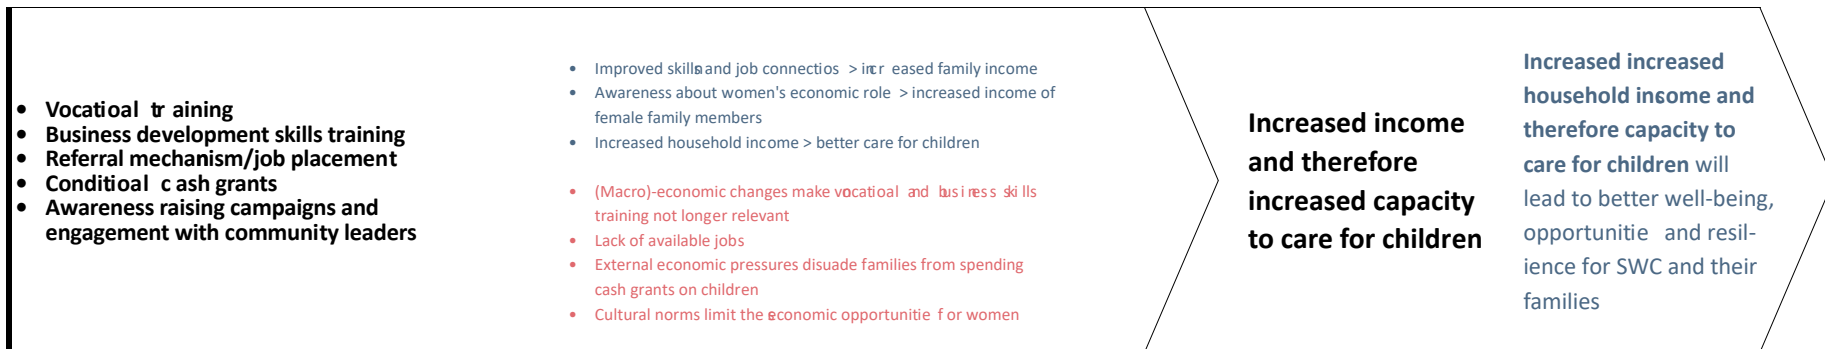 • Vocatioal tr aining
• Business development skills training
• Referral mechanism/job placement
• Conditioal c ash grants
• Awareness raising campaigns and
engagement with community leaders
• Improved skills and job connectios > incr eased family income
• Awareness about women's economic role > increased income of
female family members
• Increased household income > better care for children
• (Macro)-economic changes make vocatioal and business skills
training not longer relevant
• Lack of available jobs
• External economic pressures disuade families from spending
cash grants on children
• Cultural norms limit the economic opportunitie f or women
Increased income
and therefore
increased capacity
to care for children
Increased increased
household income and
therefore capacity to
care for children will
lead to better well-being,
opportunitie and resil-
ience for SWC and their
families